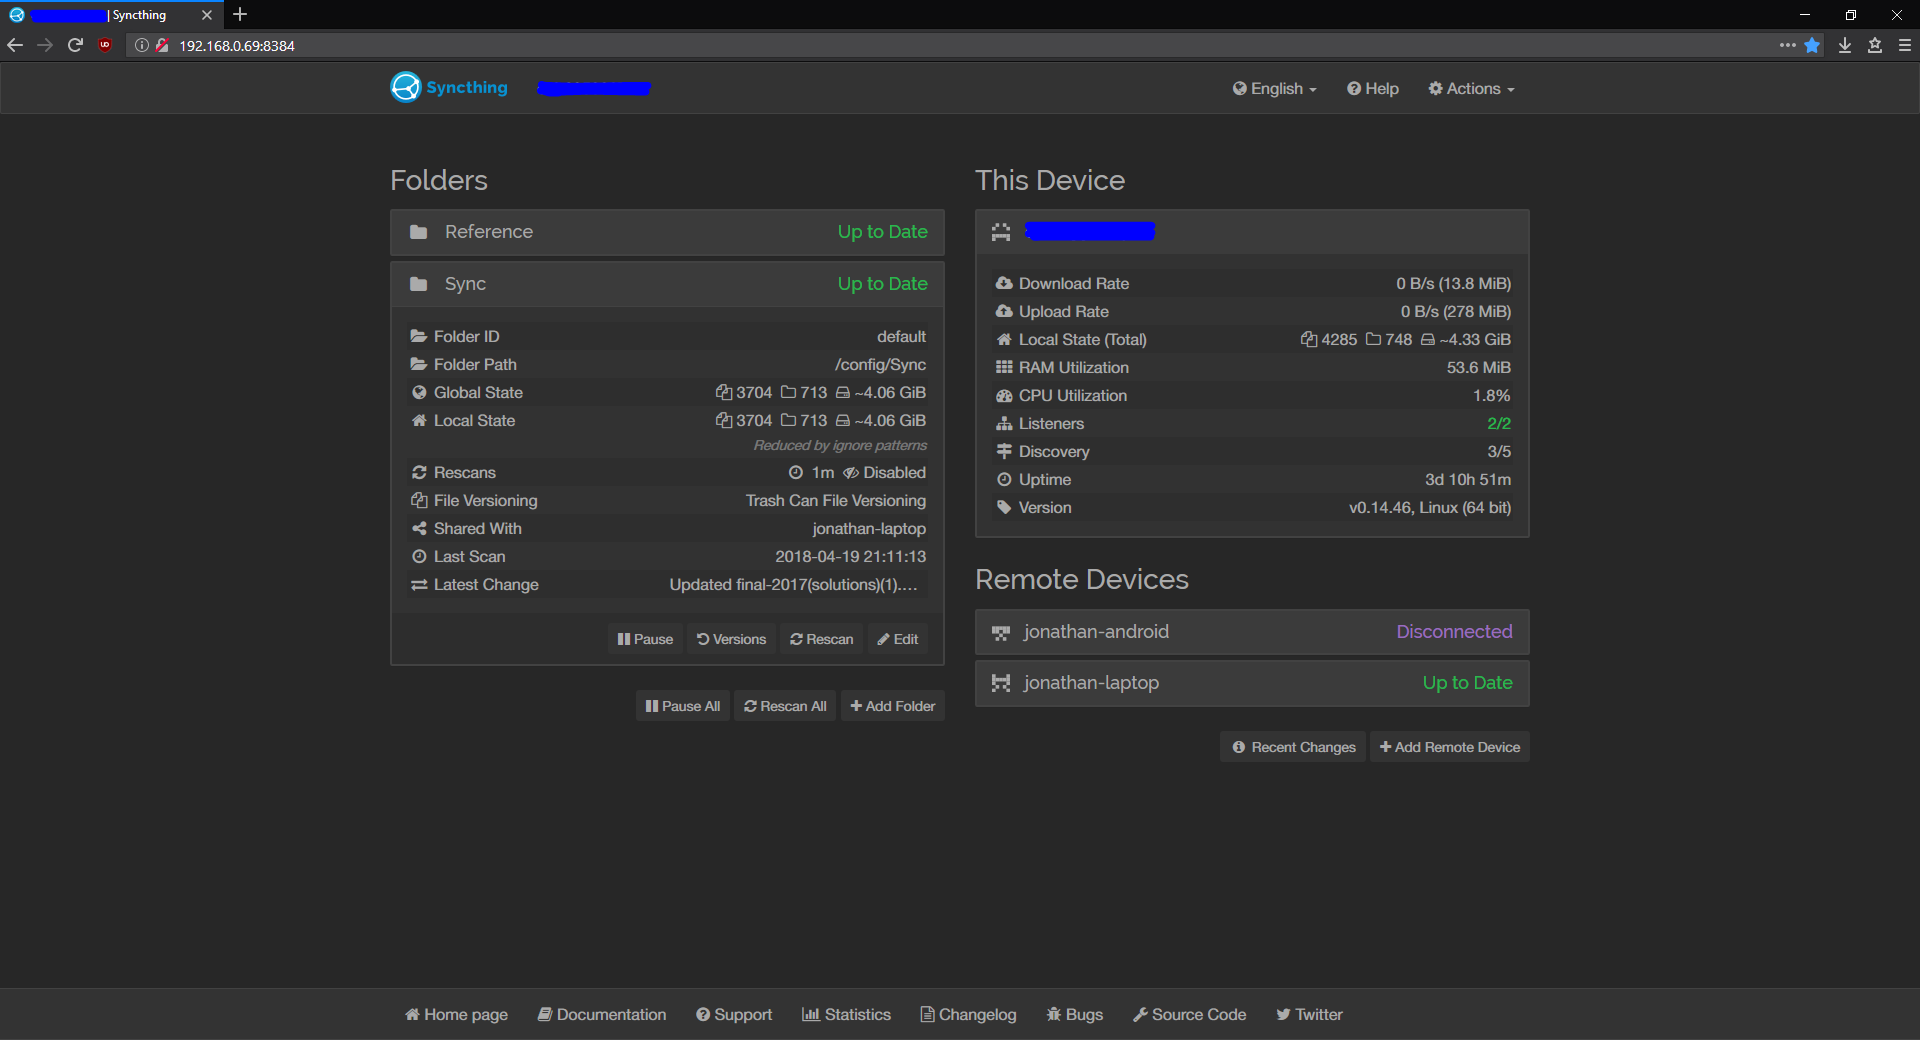 | Syncthing
192.168.0.69:8384
Syncthing
English
Help
Actions
Folders
Reference Up to Date
Sync Up to Date
Folder ID default
Folder Path /config/Sync
Global State 3704 713 ~4.06 GiB
Local State 3704 713 ~4.06 GiB
Reduced by ignore patterns
Rescans 1m Disabled
File Versioning Trash Can File Versioning
Shared With jonathan-laptop
Last Scan 2018-04-19 21:11:13
Latest Change Updated final-2017(solutions)(1)....
Pause Versions Rescan Edit
Pause All Rescan All Add Folder
This Device
Download Rate 0 B/s (13.8 MiB)
Upload Rate 0 B/s (278 MiB)
Local State (Total) 4285 748 ~4.33 GiB
RAM Utilization 53.6 MiB
CPU Utilization 1.8%
Listeners 2/2
Discovery 3/5
Uptime 3d 10h 51m
Version v0.14.46, Linux (64 bit)
Remote Devices
jonathan-android Disconnected
jonathan-laptop Up to Date
Recent Changes Add Remote Device
Home page Documentation Support Statistics Changelog Bugs Source Code Twitter